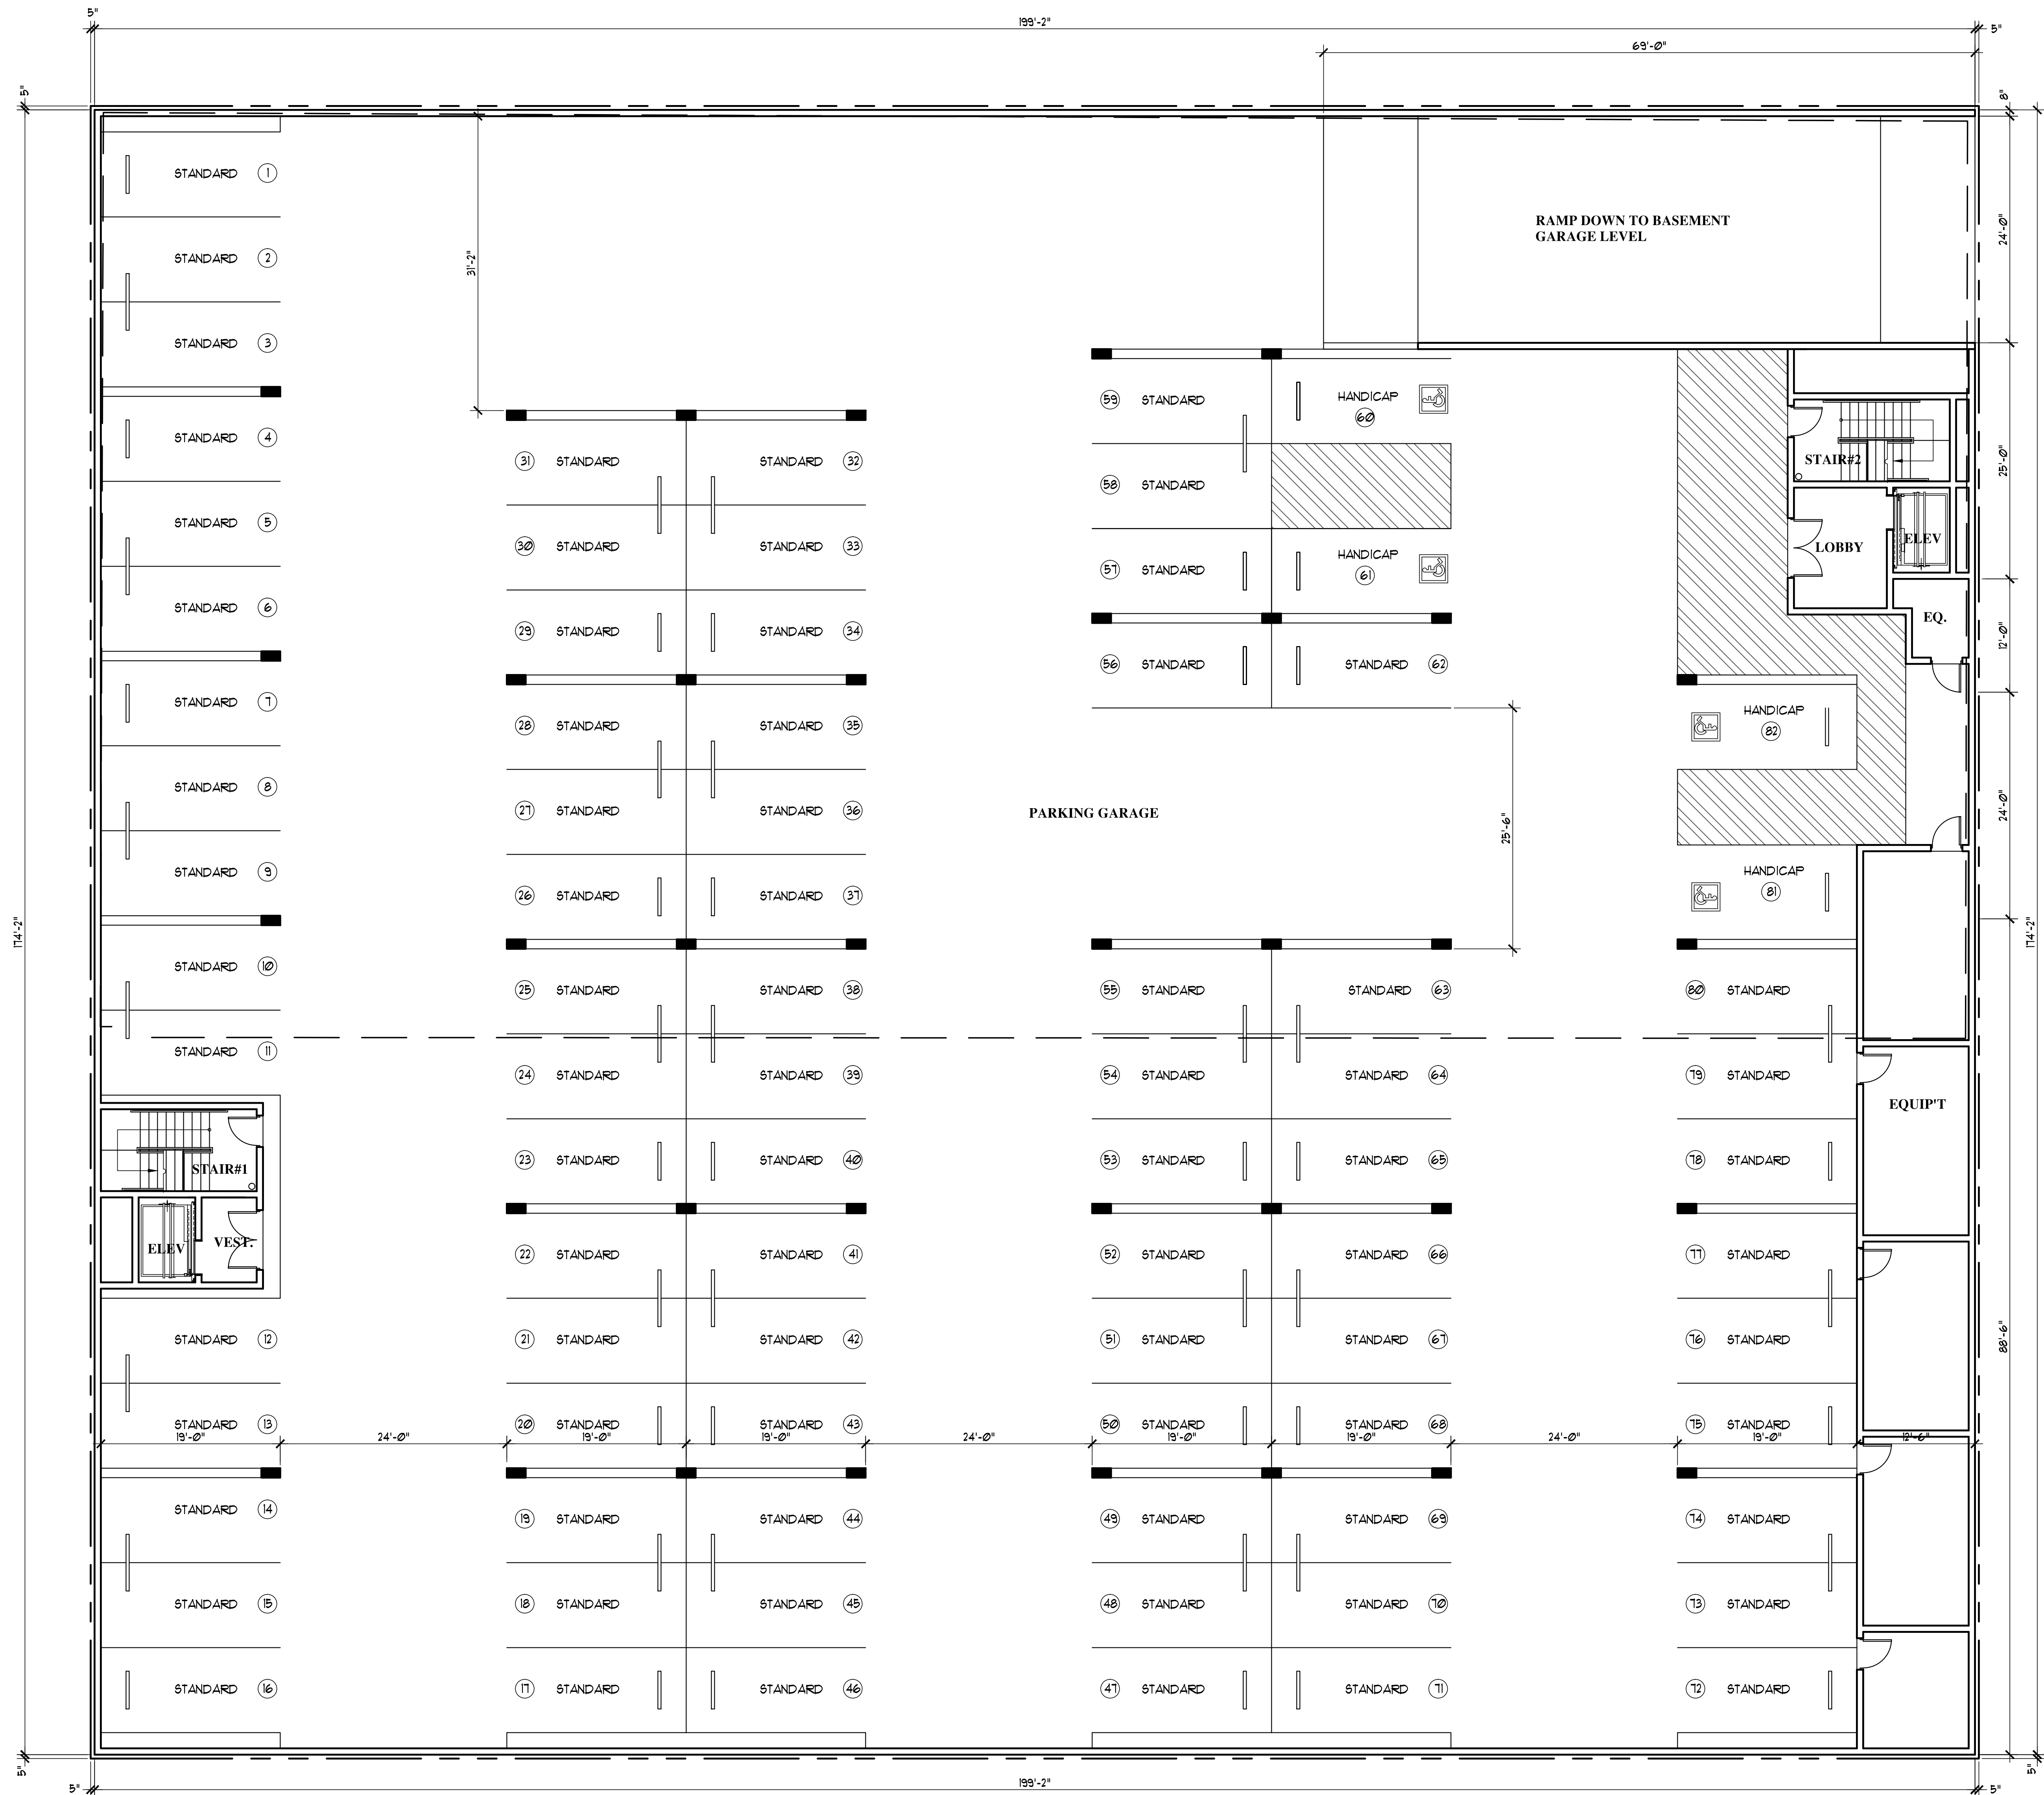 5"
199'-2"
5"
69'-0"
5"
8"
STANDARD 1
RAMP DOWN TO BASEMENT
GARAGE LEVEL
24'-0"
STANDARD 2
31'-2"
STANDARD 3
59 STANDARD
HANDICAP
60
STANDARD 4
31 STANDARD
STANDARD 32
STAIR#2
25'-0"
58 STANDARD
STANDARD 5
30 STANDARD
STANDARD 33
LOBBY
ELEV
57 STANDARD
HANDICAP
61
STANDARD 6
29 STANDARD
STANDARD 34
EQ.
12'-0"
56 STANDARD
STANDARD 62
STANDARD 7
28 STANDARD
STANDARD 35
HANDICAP
82
STANDARD 8
27 STANDARD
STANDARD 36
PARKING GARAGE
25'-6"
24'-0"
STANDARD 9
26 STANDARD
STANDARD 37
HANDICAP
81
174'-2"
174'-2"
STANDARD 10
25 STANDARD
STANDARD 38
55 STANDARD
STANDARD 63
80 STANDARD
STANDARD 11
24 STANDARD
STANDARD 39
54 STANDARD
STANDARD 64
79 STANDARD
EQUIP'T
STAIR#1
23 STANDARD
STANDARD 40
53 STANDARD
STANDARD 65
78 STANDARD
ELEV
VEST.
22 STANDARD
STANDARD 41
52 STANDARD
STANDARD 66
77 STANDARD
STANDARD 12
21 STANDARD
STANDARD 42
51 STANDARD
STANDARD 67
76 STANDARD
88'-6"
STANDARD 13
20 STANDARD
STANDARD 43
50 STANDARD
STANDARD 68
75 STANDARD
19'-0"
24'-0"
19'-0"
19'-0"
24'-0"
19'-0"
19'-0"
24'-0"
19'-0"
12'-6"
STANDARD 14
19 STANDARD
STANDARD 44
49 STANDARD
STANDARD 69
74 STANDARD
STANDARD 15
18 STANDARD
STANDARD 45
48 STANDARD
STANDARD 70
73 STANDARD
STANDARD 16
17 STANDARD
STANDARD 46
47 STANDARD
STANDARD 71
72 STANDARD
5"
5"
5"
199'-2"
5"